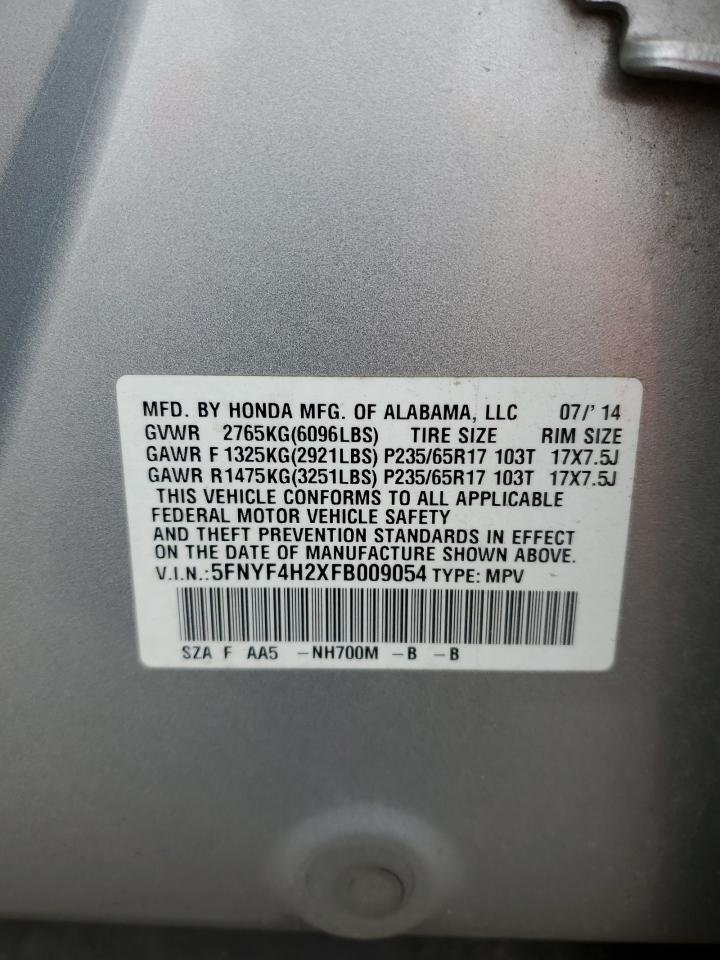 MFD. BY HONDA MFG. OF ALABAMA, LLC 07/' 14
GVWR 2765KG(6096LBS) TIRE SIZE RIM SIZE
GAWR F 1325KG(2921LBS) P235/65R17 103T 17X7.5J
GAWR R1475KG(3251LBS) P235/65R17 103T 17X7.5J
THIS VEHICLE CONFORMS TO ALL APPLICABLE
FEDERAL MOTOR VEHICLE SAFETY
AND THEFT PREVENTION STANDARDS IN EFFECT
ON THE DATE OF MANUFACTURE SHOWN ABOVE.
V.I.N.:5FNYF4H2XFB009054 TYPE: MPV
SZA F AA5 -NH700M -B -B